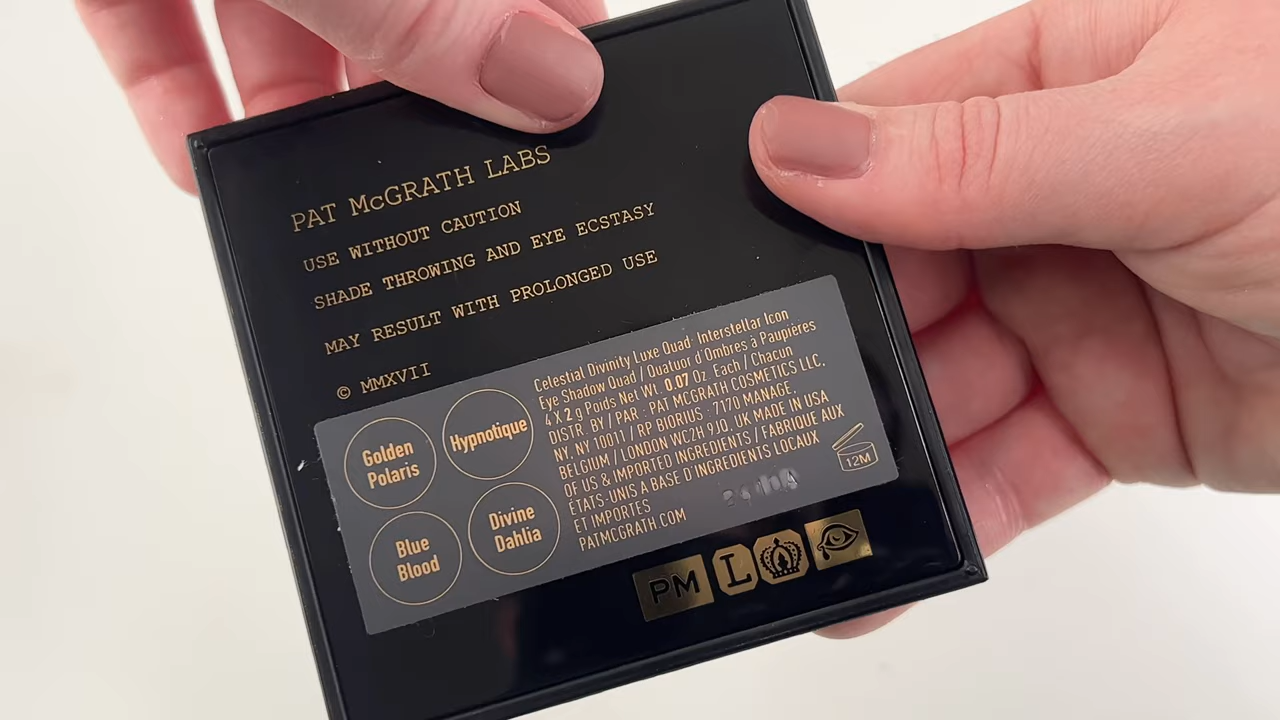 PAT McGRATH LABS
USE WITHOUT CAUTION
SHADE THROWING AND EYE ECSTASY
MAY RESULT WITH PROLONGED USE
© MMXVII
Golden
Polaris
Hypnotique
Blue
Blood
Divine
Dahlia
Celestial Divinity Luxe Quad: Interstellar Icon
Eye Shadow Quad / Quatuor d'Ombres à Paupières
4 X 2 g Poids Net Wt. 0.07 Oz. Each / Chacun
DISTR. BY / PAR : PAT MCGRATH COSMETICS LLC,
NY, NY 10011 / RP BIORIUS : 7170 MANAGE,
BELGIUM / LONDON WC2H 9JQ, UK MADE IN USA
OF US & IMPORTED INGREDIENTS / FABRIQUE AUX
ÉTATS-UNIS A BASE D'INGREDIENTS LOCAUX
ET IMPORTES
PATMCGRATH.COM
12M
PM L